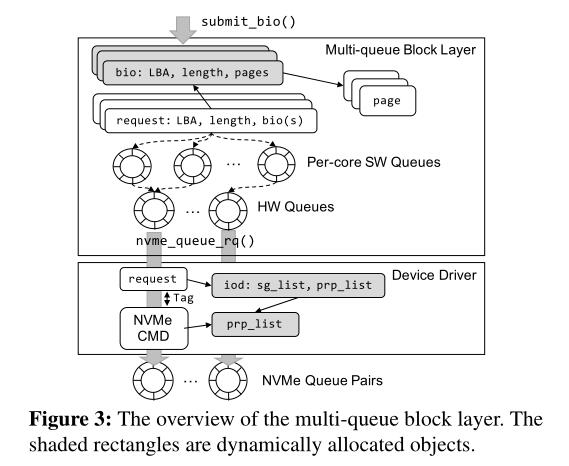 submit_bio()
Multi-queue Block Layer
bio: LBA, length, pages
page
request: LBA, length, bio(s)
... Per-core SW Queues
... HW Queues
nvme_queue_rq()
Device Driver
request
iod: sg_list, prp_list
Tag
NVMe
CMD
prp_list
... NVMe Queue Pairs
Figure 3: The overview of the multi-queue block layer. The
shaded rectangles are dynamically allocated objects.